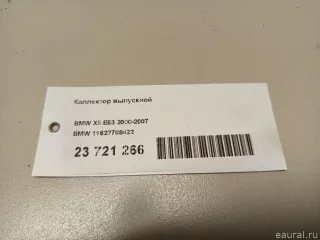 Коллектор выпускной
BMW X5 E53 2000-2007
BMW 11627788423
23 721 266
eaural.ru